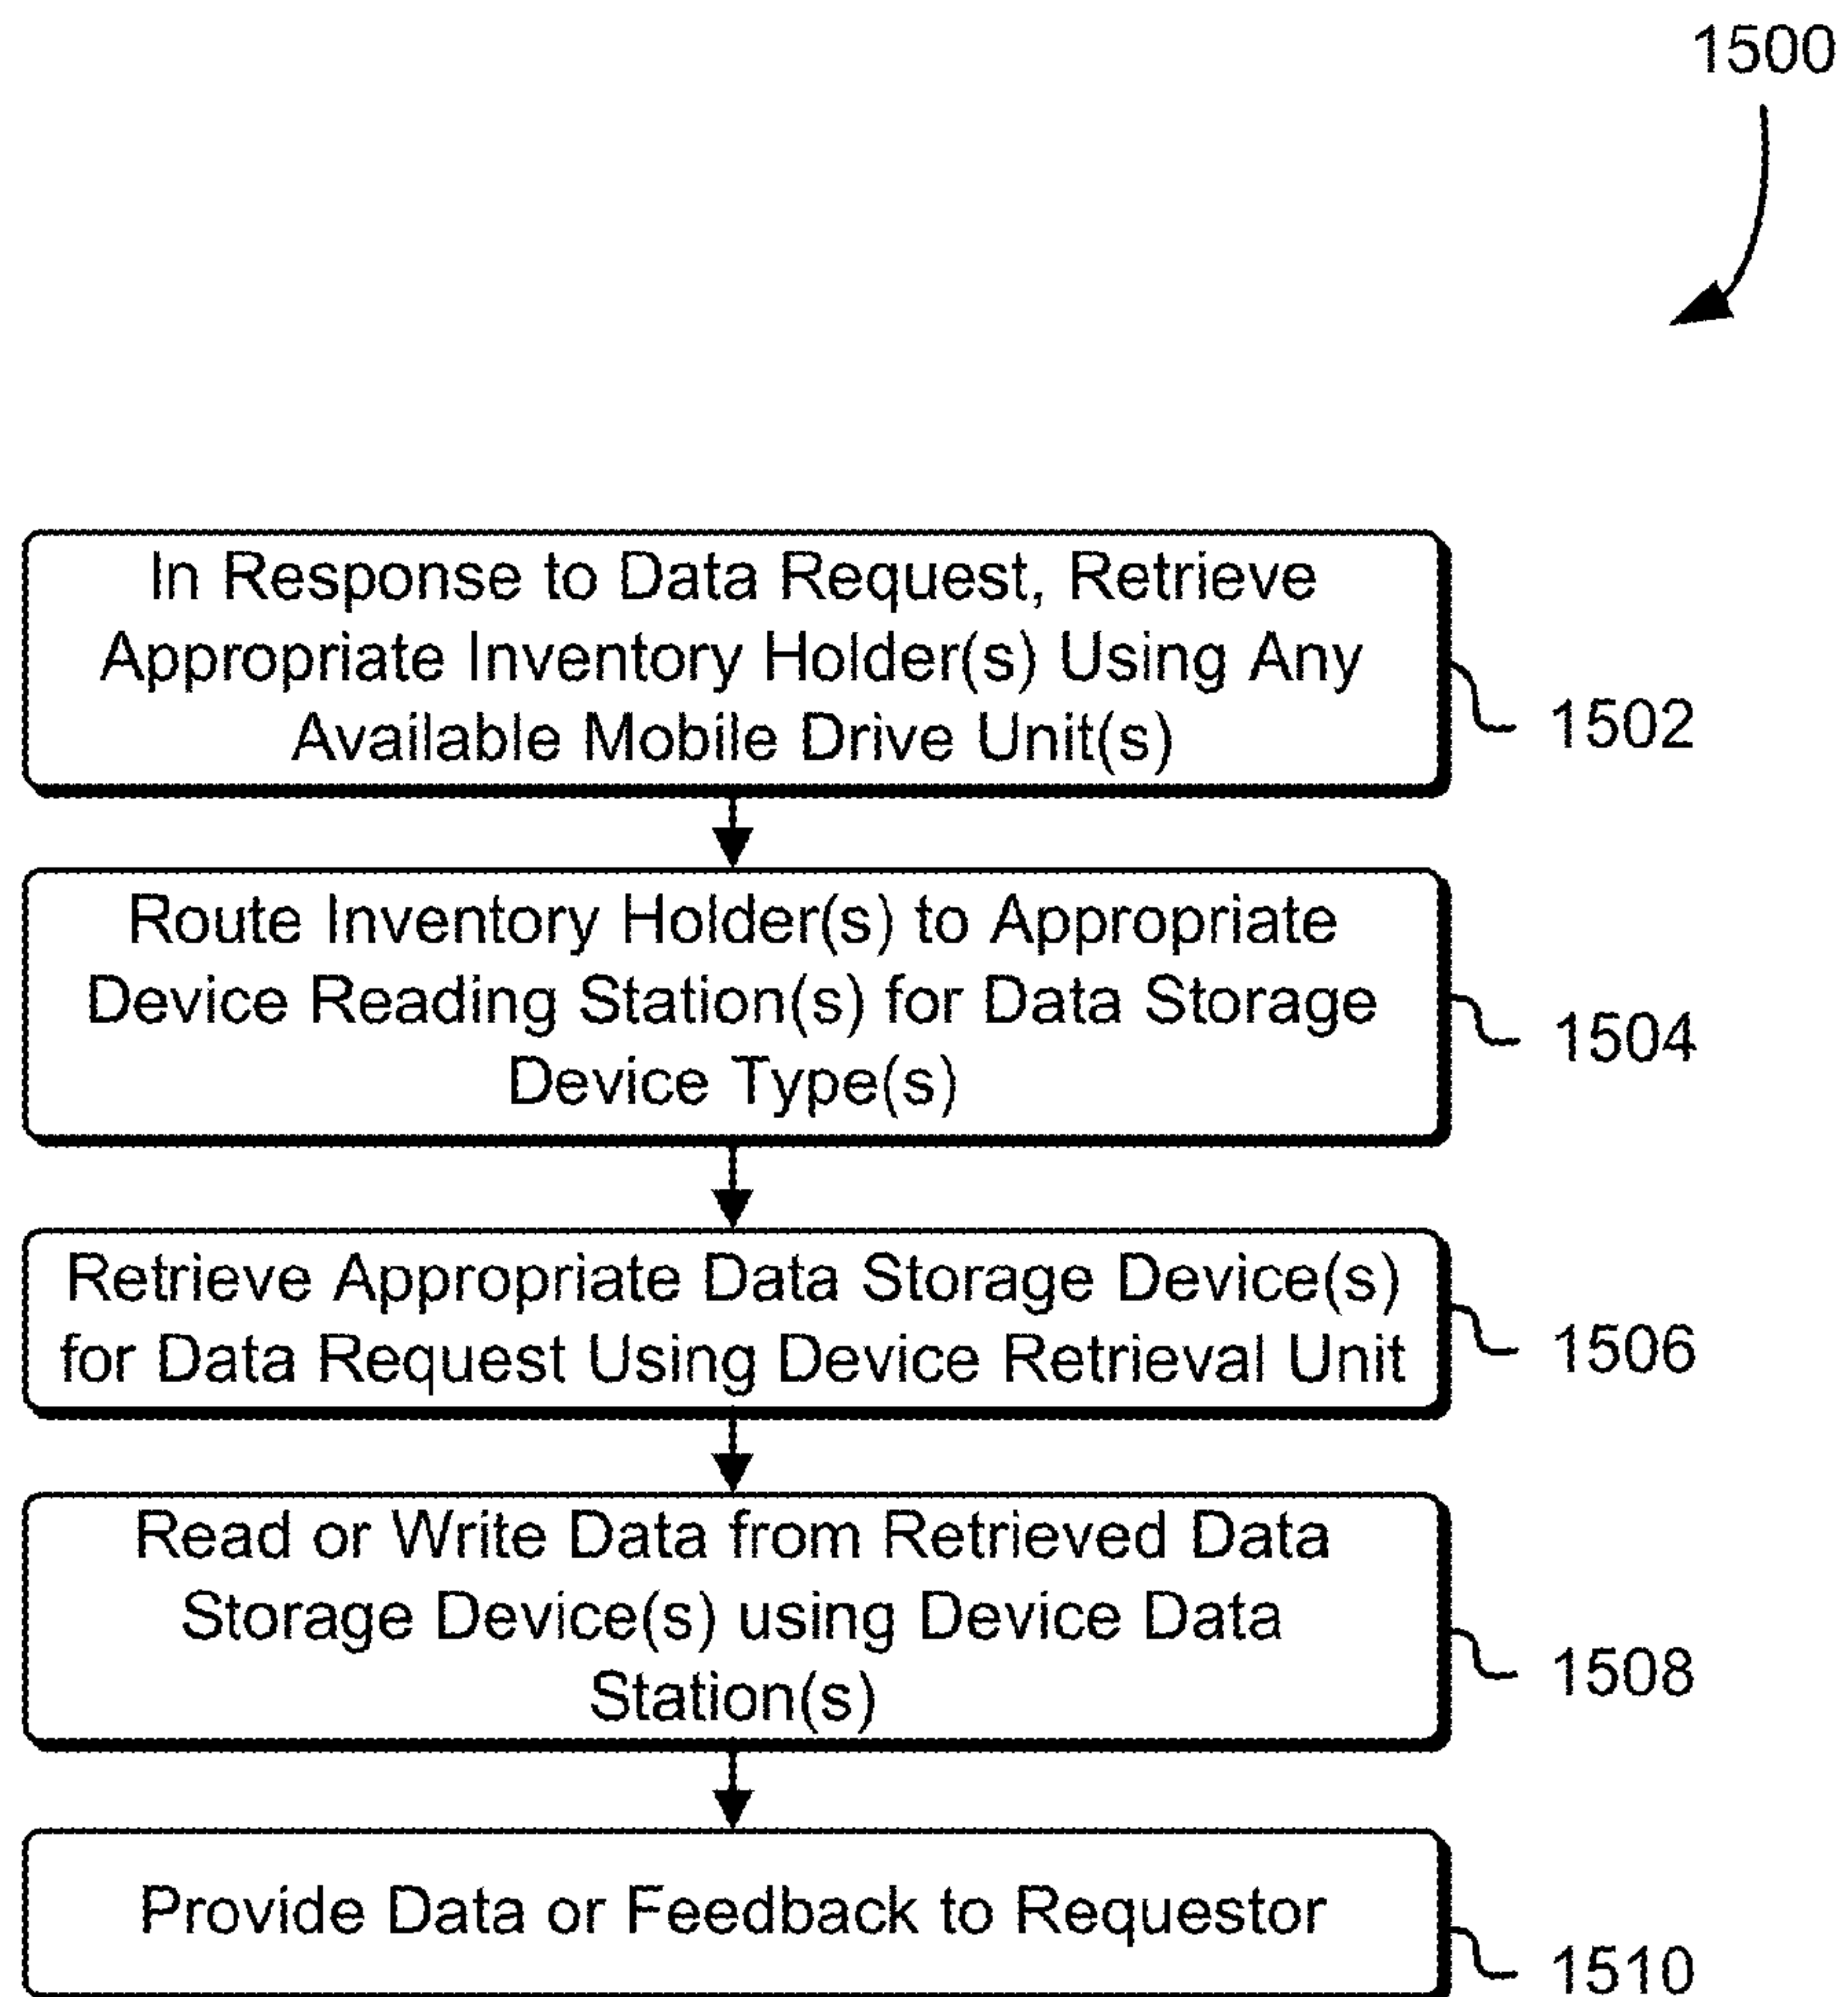 1500
In Response to Data Request, Retrieve
Appropriate Inventory Holder(s) Using Any
Available Mobile Drive Unit(s)
1502
Route Inventory Holder(s) to Appropriate
Device Reading Station(s) for Data Storage
Device Type(s)
1504
Retrieve Appropriate Data Storage Device(s)
for Data Request Using Device Retrieval Unit
1506
Read or Write Data from Retrieved Data
Storage Device(s) using Device Data
Station(s)
1508
Provide Data or Feedback to Requestor
1510